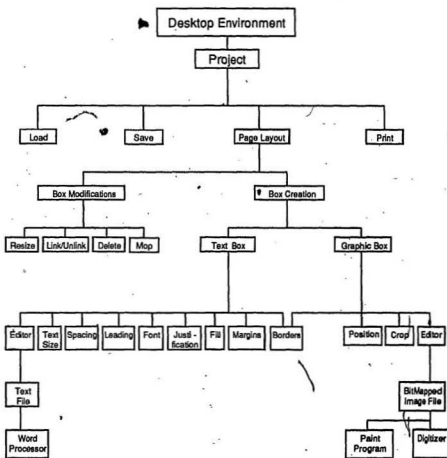 Desktop Environment
Project
Load
Save
Page Layout
Print
Box Modifications
Box Creation
Resize
Link/Unlink
Delete
Mop
Text Box
Graphic Box
Editor
Text
Size
Spacing
Leading
Font
Justi -
fication
Fill
Margins
Borders
Position
Crop
Editor
Text
File
BitMapped
Image File
Word
Processor
Paint
Program
Digitizer